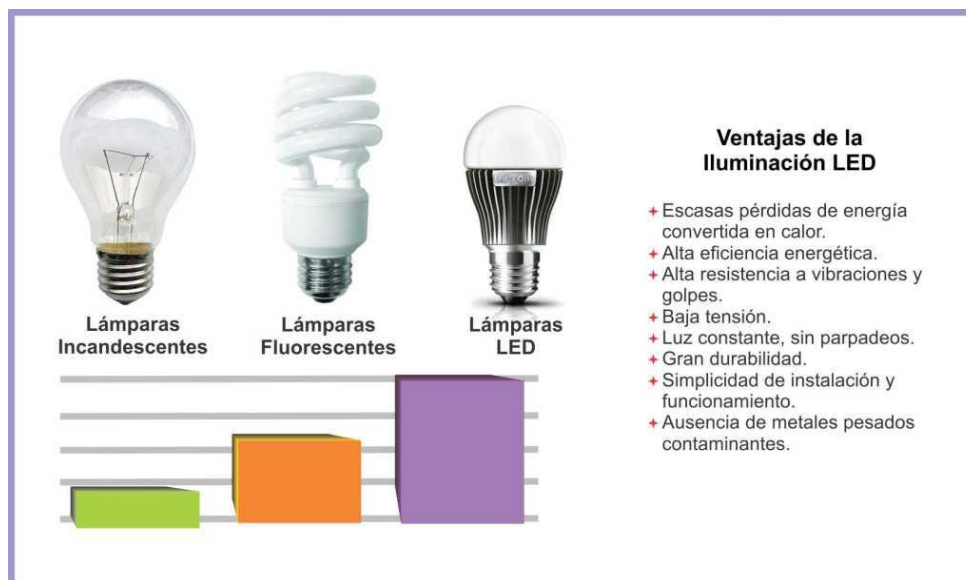 Lámparas
Incandescentes
Lámparas
Fluorescentes
Lámparas
LED
Ventajas de la
Iluminación LED
Escasas pérdidas de energía
convertida en calor.
Alta eficiencia energética.
Alta resistencia a vibraciones y
golpes.
Baja tensión.
Luz constante, sin parpadeos.
Gran durabilidad.
Simplicidad de instalación y
funcionamiento.
Ausencia de metales pesados
contaminantes.